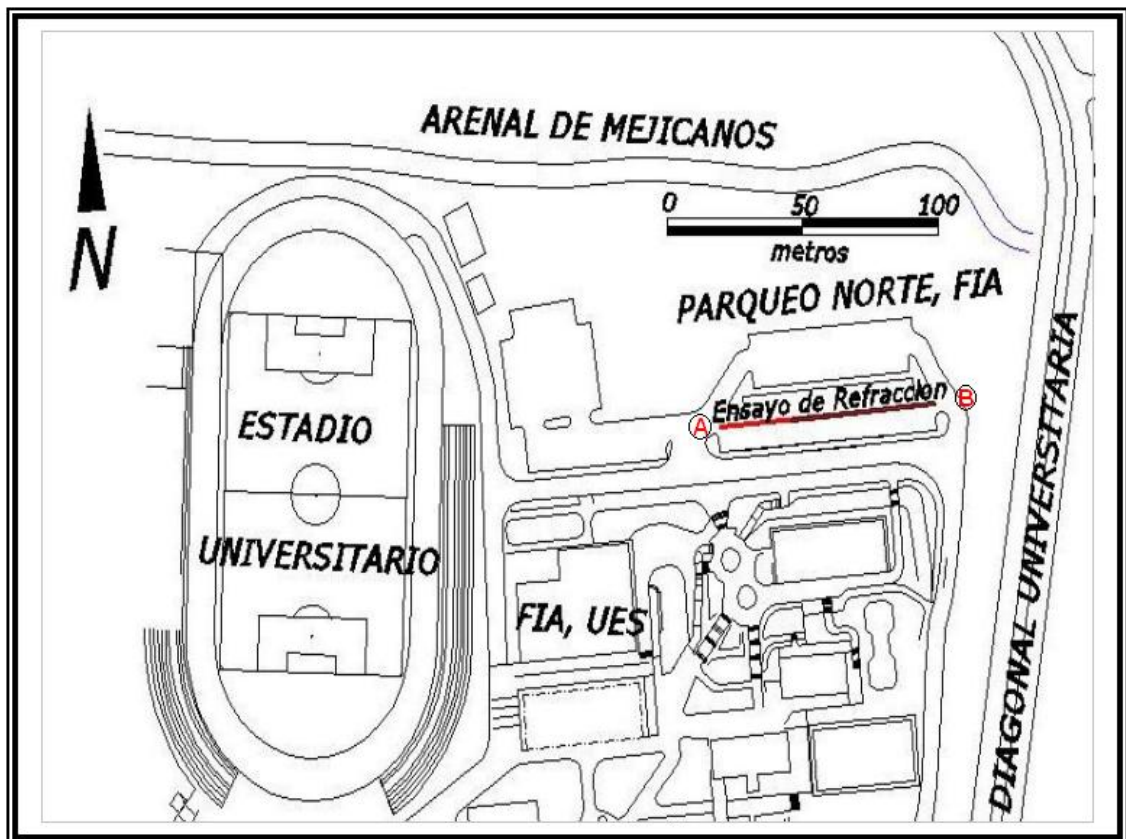 ARENAL DE MEJICANOS
N
0 50 100
metros
PARQUEO NORTE, FIA
Ensayo de Refraccion
A
B
ESTADIO
UNIVERSITARIO
FIA, UES
DIAGONAL UNIVERSITARIA